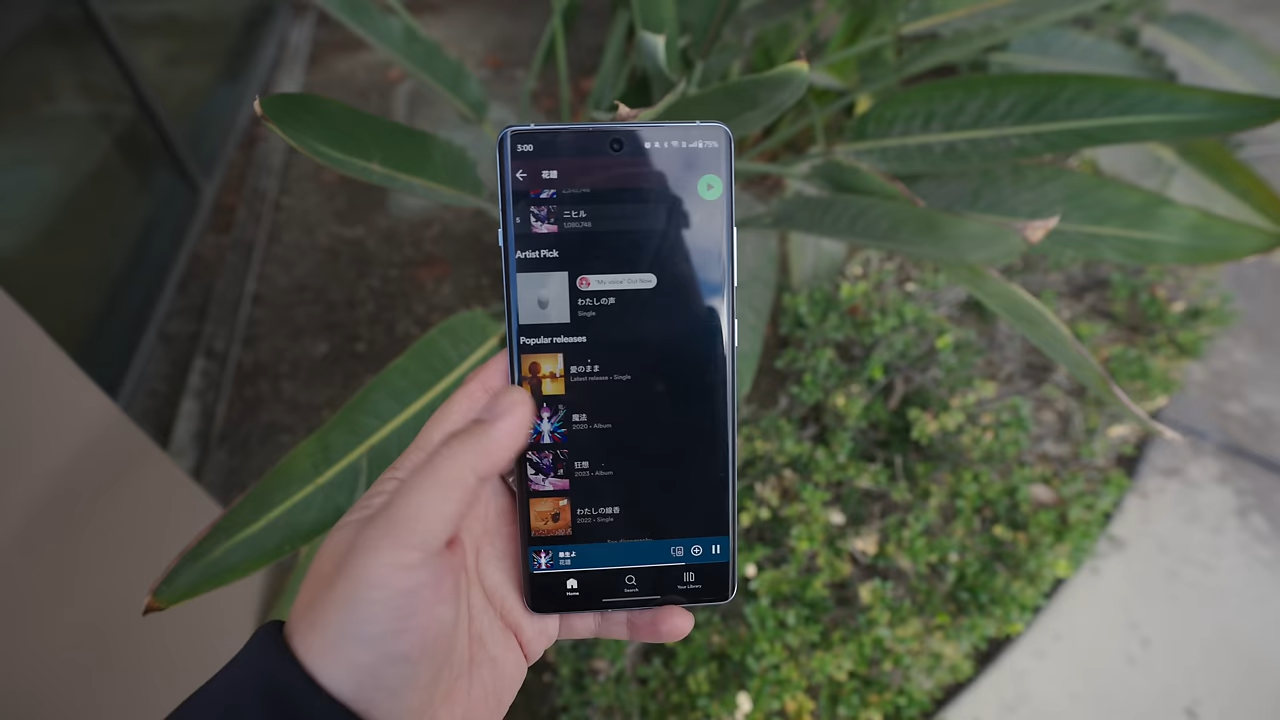 3:00
75%
花譜
5
ニヒル
Artist Pick
"My voice" Out Now
わたしの声
Single
Popular releases
愛のまま
Latest release • Single
魔法
2020 • Album
狂想
2023 • Album
わたしの線香
2022 • Single
花譜
Home
Search
Your Library